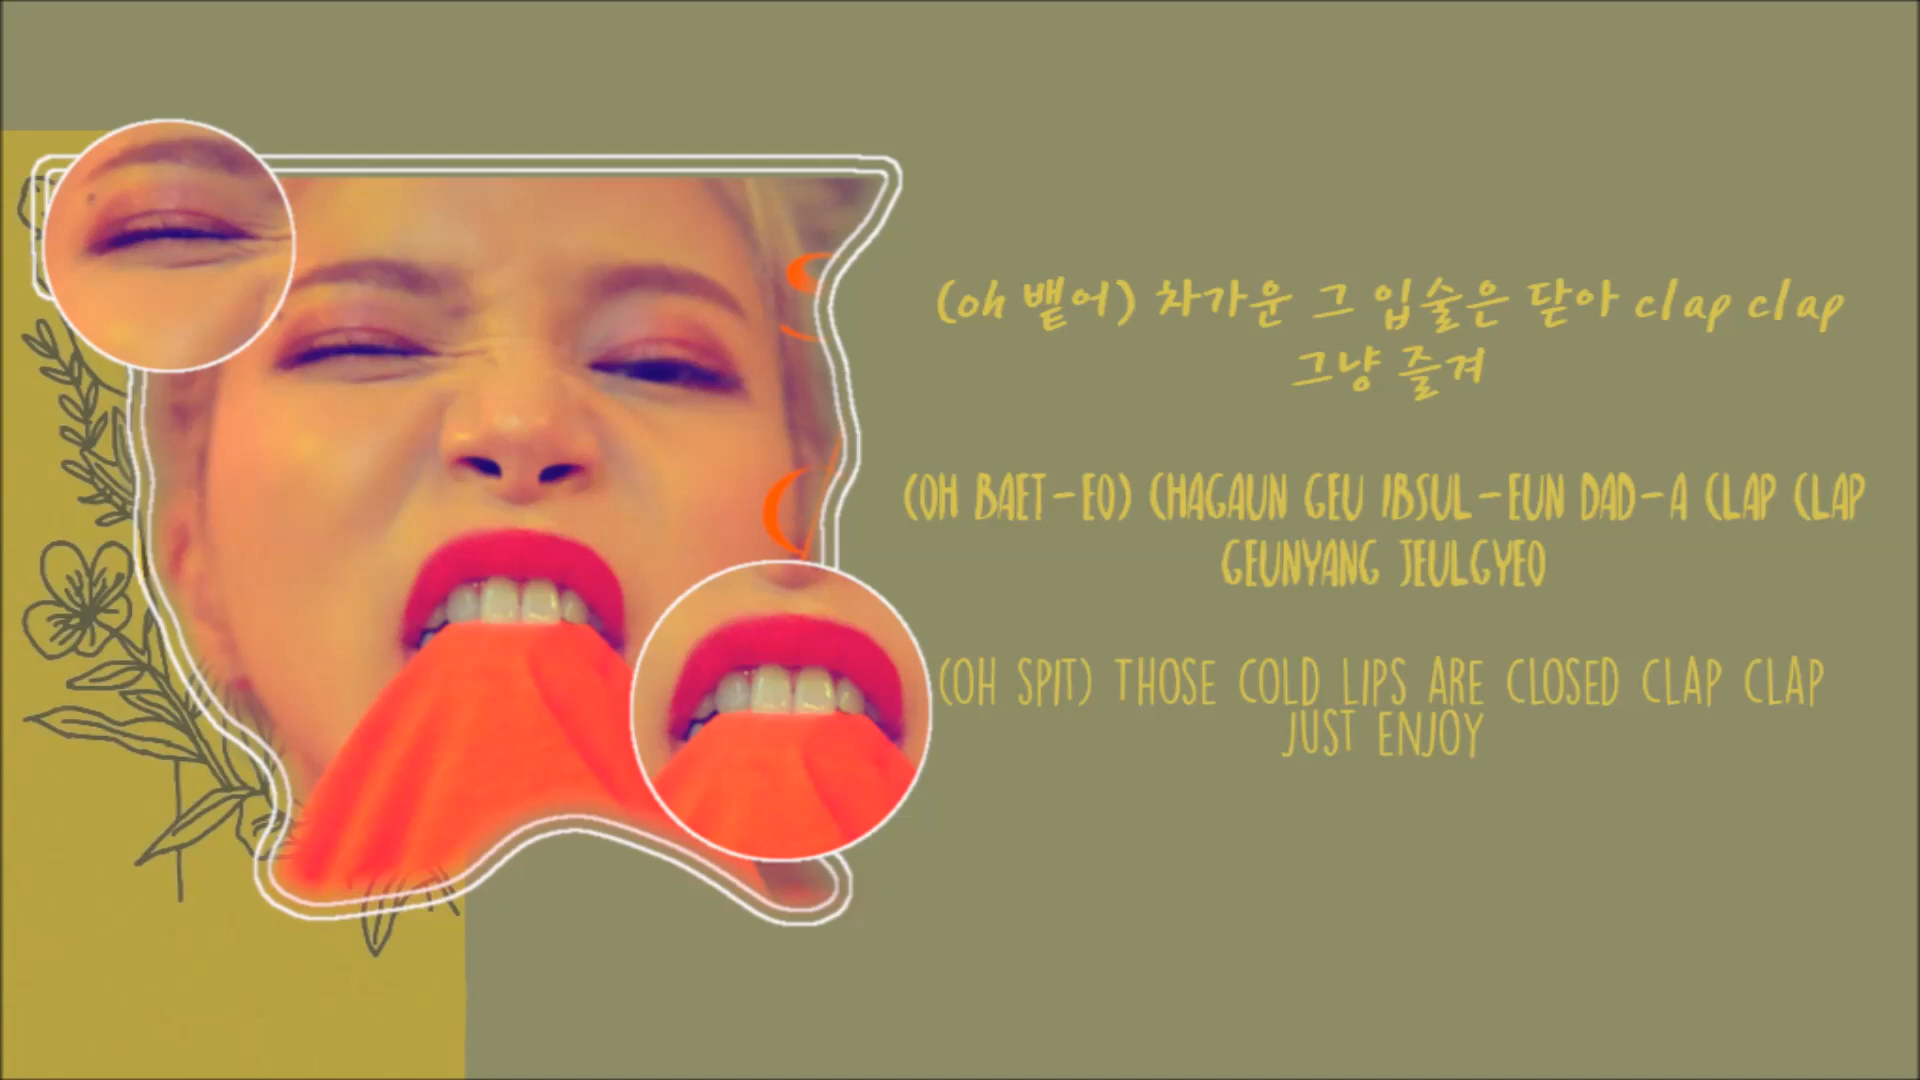 (oh 뱉어) 차가운 그 입술은 닫아 clap clap
그냥 즐겨
(OH BAET-EO) CHAGAUN GEU IBSUL-EUN DAD-A CLAP CLAP
GEUNYANG JEULGYEO
(OH SPIT) THOSE COLD LIPS ARE CLOSED CLAP CLAP
JUST ENJOY